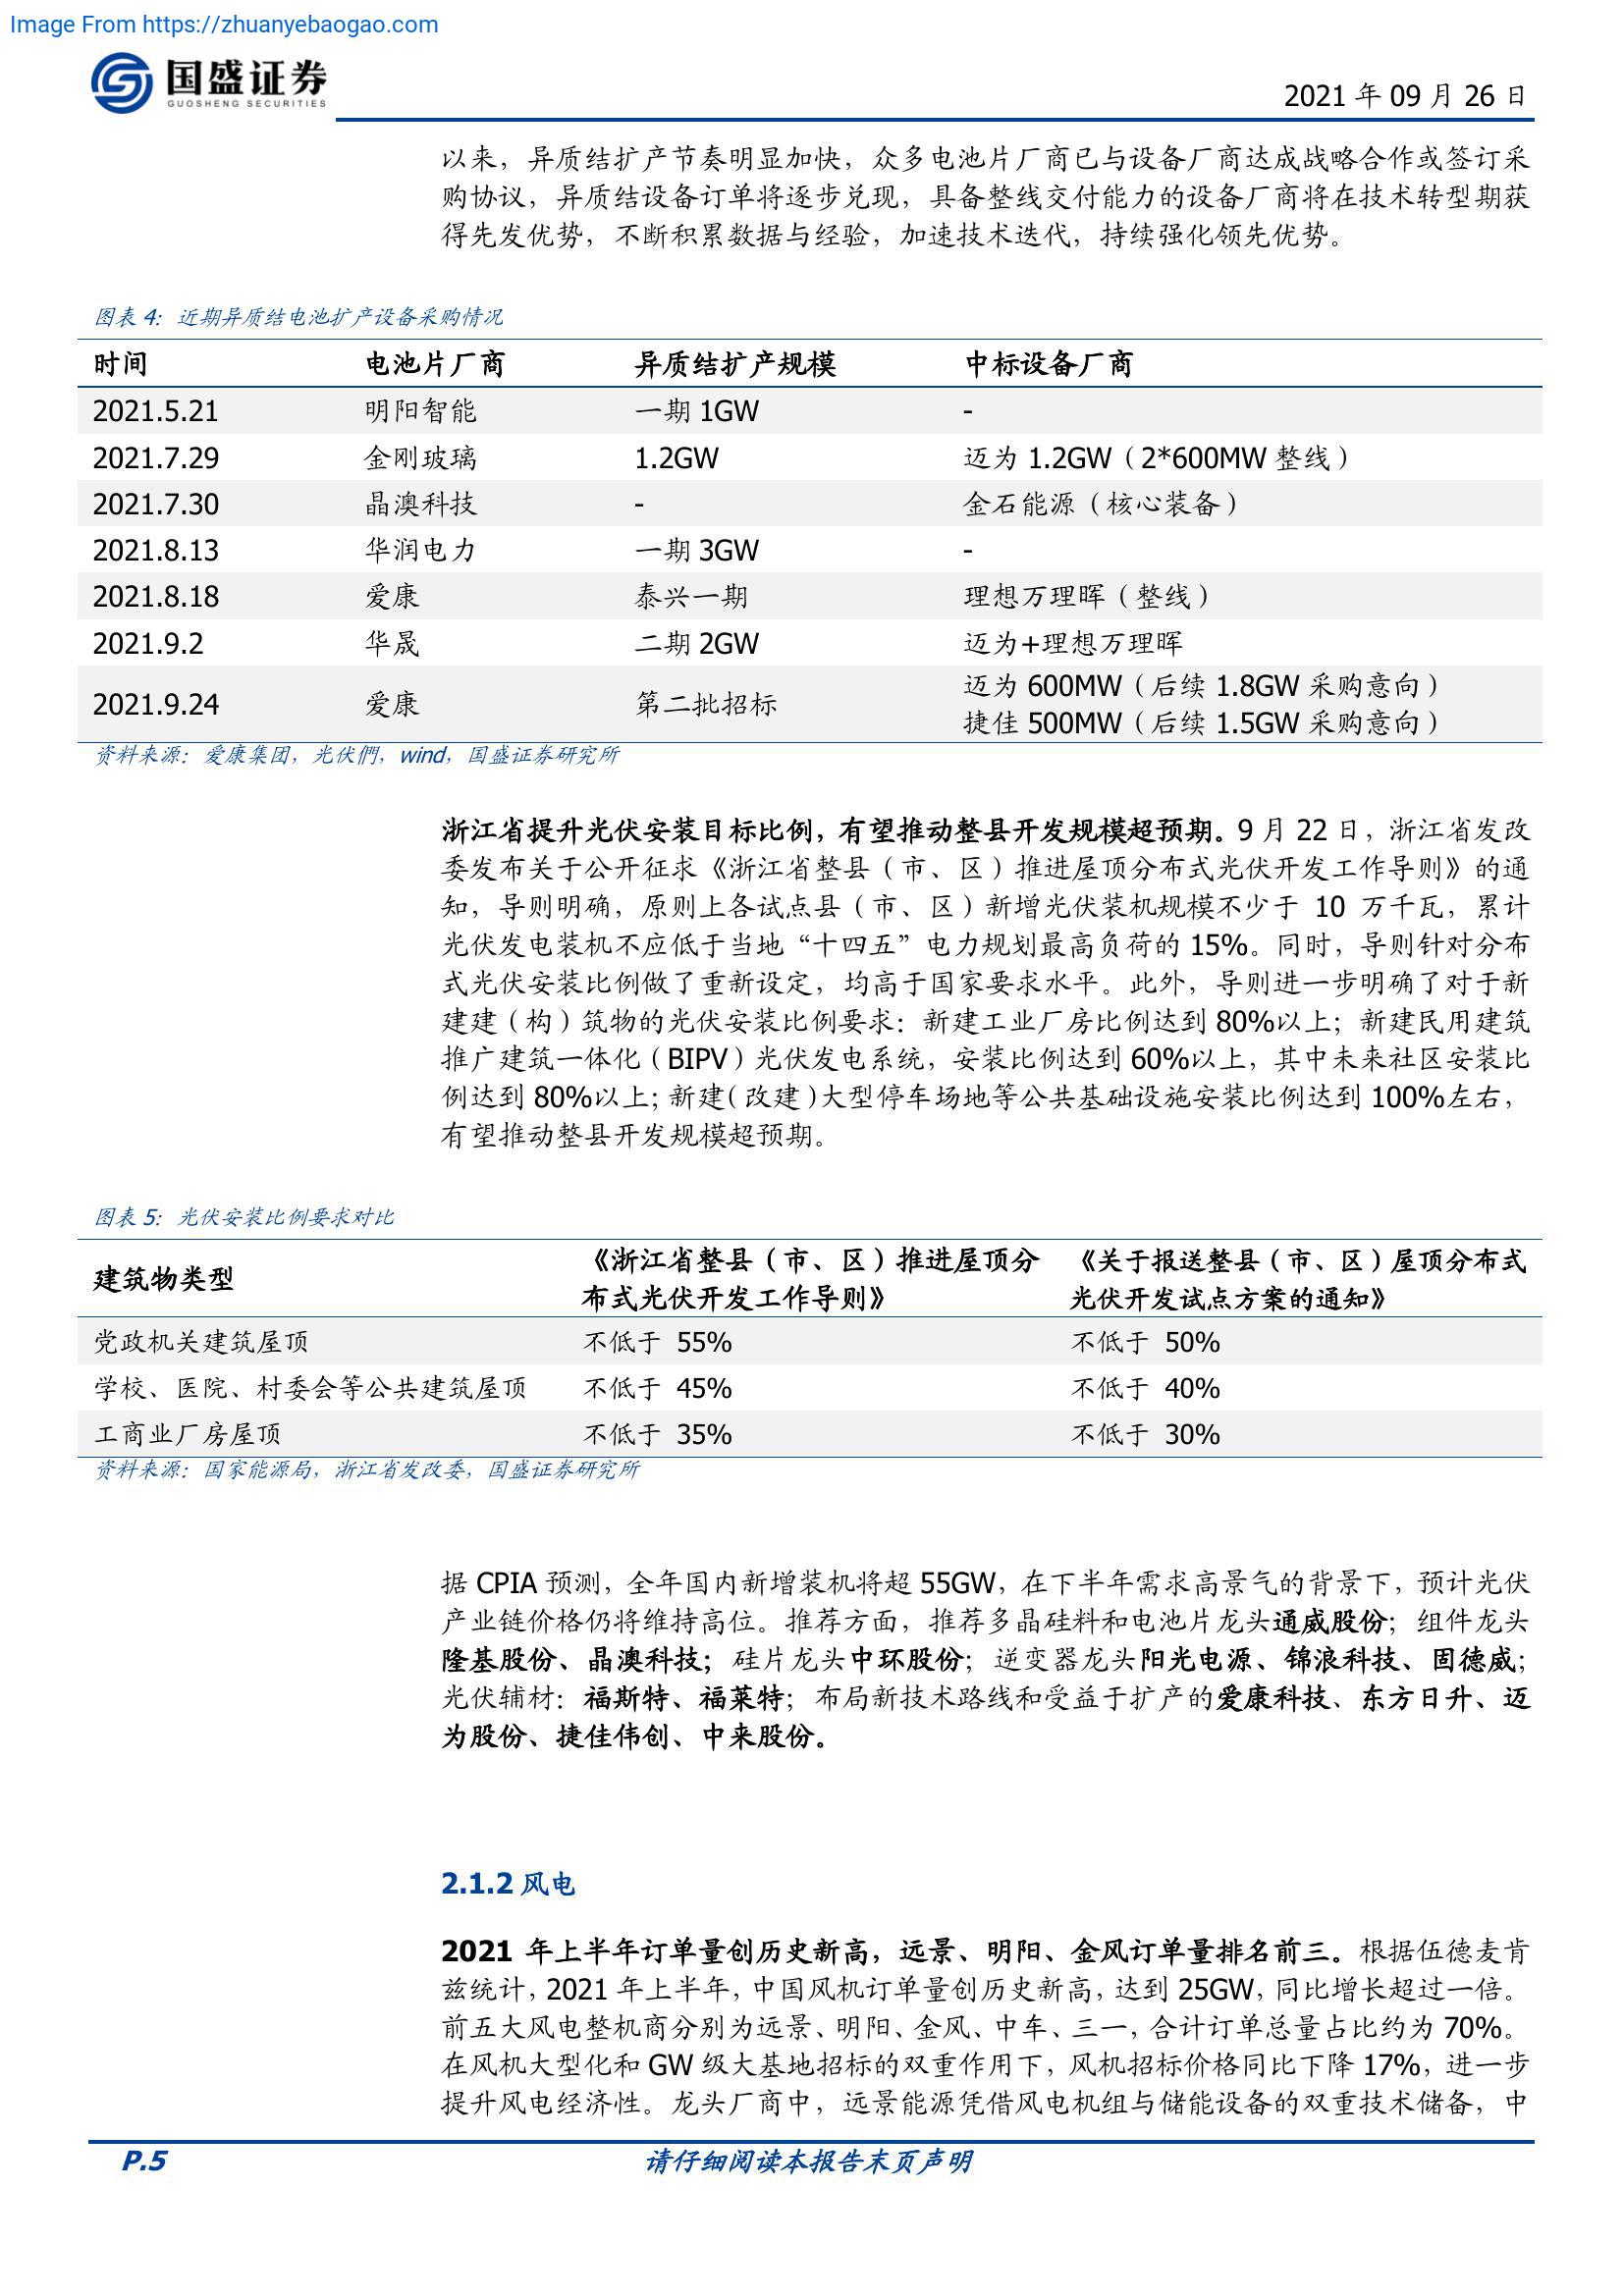 Image From https://zhuanyebaogao.com
国盛证券
GUOSHENG SECURITIES
2021 年 09 月 26 日
以来，异质结扩产节奏明显加快，众多电池片厂商已与设备厂商达成战略合作或签订采
购协议，异质结设备订单将逐步兑现，具备整线交付能力的设备厂商将在技术转型期获
得先发优势，不断积累数据与经验，加速技术迭代，持续强化领先优势。
图表 4：近期异质结电池扩产设备采购情况
时间 电池片厂商 异质结扩产规模 中标设备厂商
2021.5.21 明阳智能 一期 1GW -
2021.7.29 金刚玻璃 1.2GW 迈为 1.2GW（2*600MW 整线）
2021.7.30 晶澳科技 - 金石能源（核心装备）
2021.8.13 华润电力 一期 3GW -
2021.8.18 爱康 泰兴一期 理想万里晖（整线）
2021.9.2 华晟 二期 2GW 迈为+理想万里晖
2021.9.24 爱康 第二批招标 迈为 600MW（后续 1.8GW 采购意向）
捷佳 500MW（后续 1.5GW 采购意向）
资料来源：爱康集团，光伏們，wind，国盛证券研究所
浙江省提升光伏安装目标比例，有望推动整县开发规模超预期。9 月 22 日，浙江省发改
委发布关于公开征求《浙江省整县（市、区）推进屋顶分布式光伏开发工作导则》的通
知，导则明确，原则上各试点县（市、区）新增光伏装机规模不少于 10 万千瓦，累计
光伏发电装机不应低于当地“十四五”电力规划最高负荷的 15%。同时，导则针对分布
式光伏安装比例做了重新设定，均高于国家要求水平。此外，导则进一步明确了对于新
建建（构）筑物的光伏安装比例要求：新建工业厂房比例达到 80%以上；新建民用建筑
推广建筑一体化（BIPV）光伏发电系统，安装比例达到 60%以上，其中未来社区安装比
例达到 80%以上；新建（改建）大型停车场地等公共基础设施安装比例达到 100%左右，
有望推动整县开发规模超预期。
图表 5：光伏安装比例要求对比
建筑物类型 《浙江省整县（市、区）推进屋顶分 《关于报送整县（市、区）屋顶分布式
布式光伏开发工作导则》 光伏开发试点方案的通知》
党政机关建筑屋顶 不低于 55% 不低于 50%
学校、医院、村委会等公共建筑屋顶 不低于 45% 不低于 40%
工商业厂房屋顶 不低于 35% 不低于 30%
资料来源：国家能源局，浙江省发改委，国盛证券研究所
据 CPIA 预测，全年国内新增装机将超 55GW，在下半年需求高景气的背景下，预计光伏
产业链价格仍将维持高位。推荐方面，推荐多晶硅料和电池片龙头通威股份；组件龙头
隆基股份、晶澳科技；硅片龙头中环股份；逆变器龙头阳光电源、锦浪科技、固德威；
光伏辅材：福斯特、福莱特；布局新技术路线和受益于扩产的爱康科技、东方日升、迈
为股份、捷佳伟创、中来股份。
2.1.2 风电
2021 年上半年订单量创历史新高，远景、明阳、金风订单量排名前三。根据伍德麦肯
兹统计，2021 年上半年，中国风机订单量创历史新高，达到 25GW，同比增长超过一倍。
前五大风电整机商分别为远景、明阳、金风、中车、三一，合计订单总量占比约为 70%。
在风机大型化和 GW 级大基地招标的双重作用下，风机招标价格同比下降 17%，进一步
提升风电经济性。龙头厂商中，远景能源凭借风电机组与储能设备的双重技术储备，中
P.5 请仔细阅读本报告末页声明